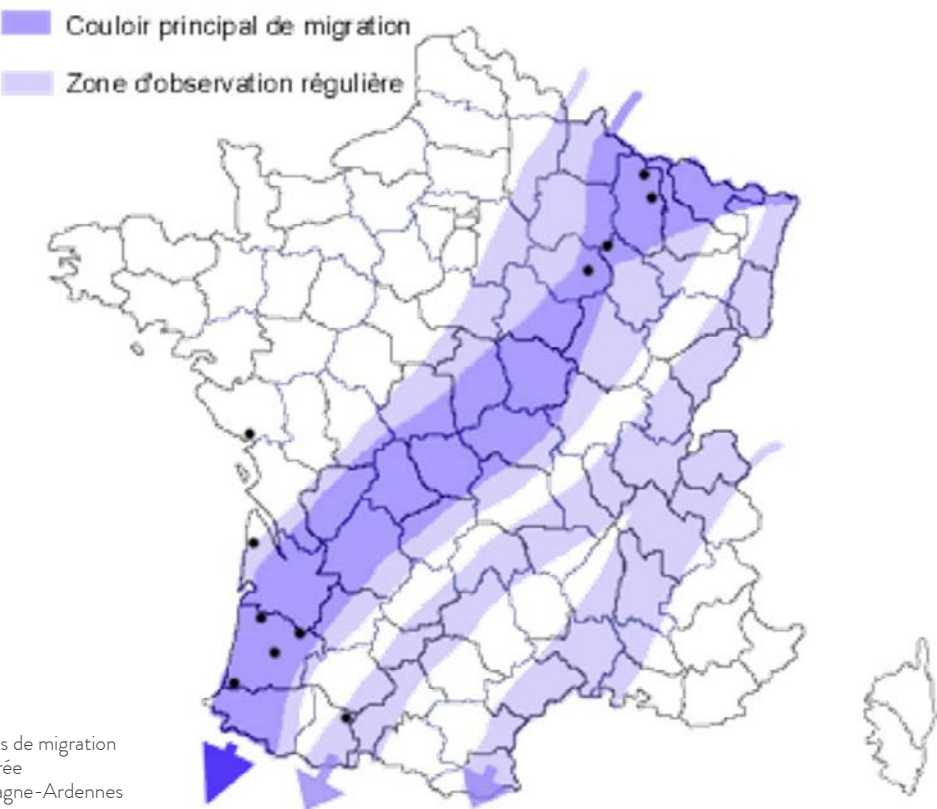 Couloir principal de migration
Zone d'observation régulière
s de migration
rée
agne-Ardennes